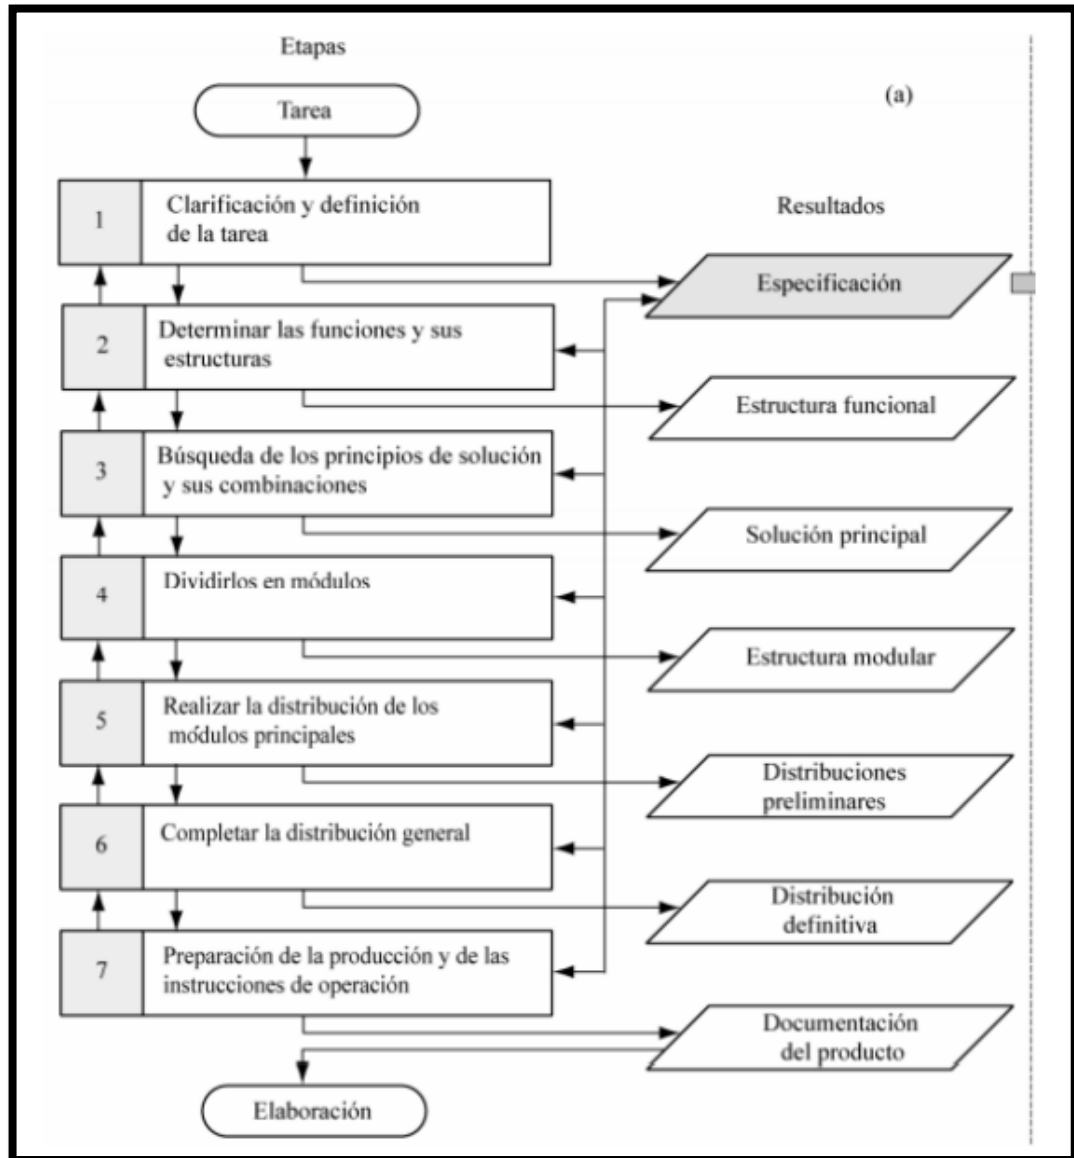 Etapas
(a)
Tarea
1
Clarificación y definición
de la tarea
Resultados
Especificación
2
Determinar las funciones y sus
estructuras
Estructura funcional
3
Búsqueda de los principios de solución
y sus combinaciones
Solución principal
4
Dividirlos en módulos
Estructura modular
5
Realizar la distribución de los
módulos principales
Distribuciones
preliminares
6
Completar la distribución general
Distribución
definitiva
7
Preparación de la producción y de las
instrucciones de operación
Documentación
del producto
Elaboración